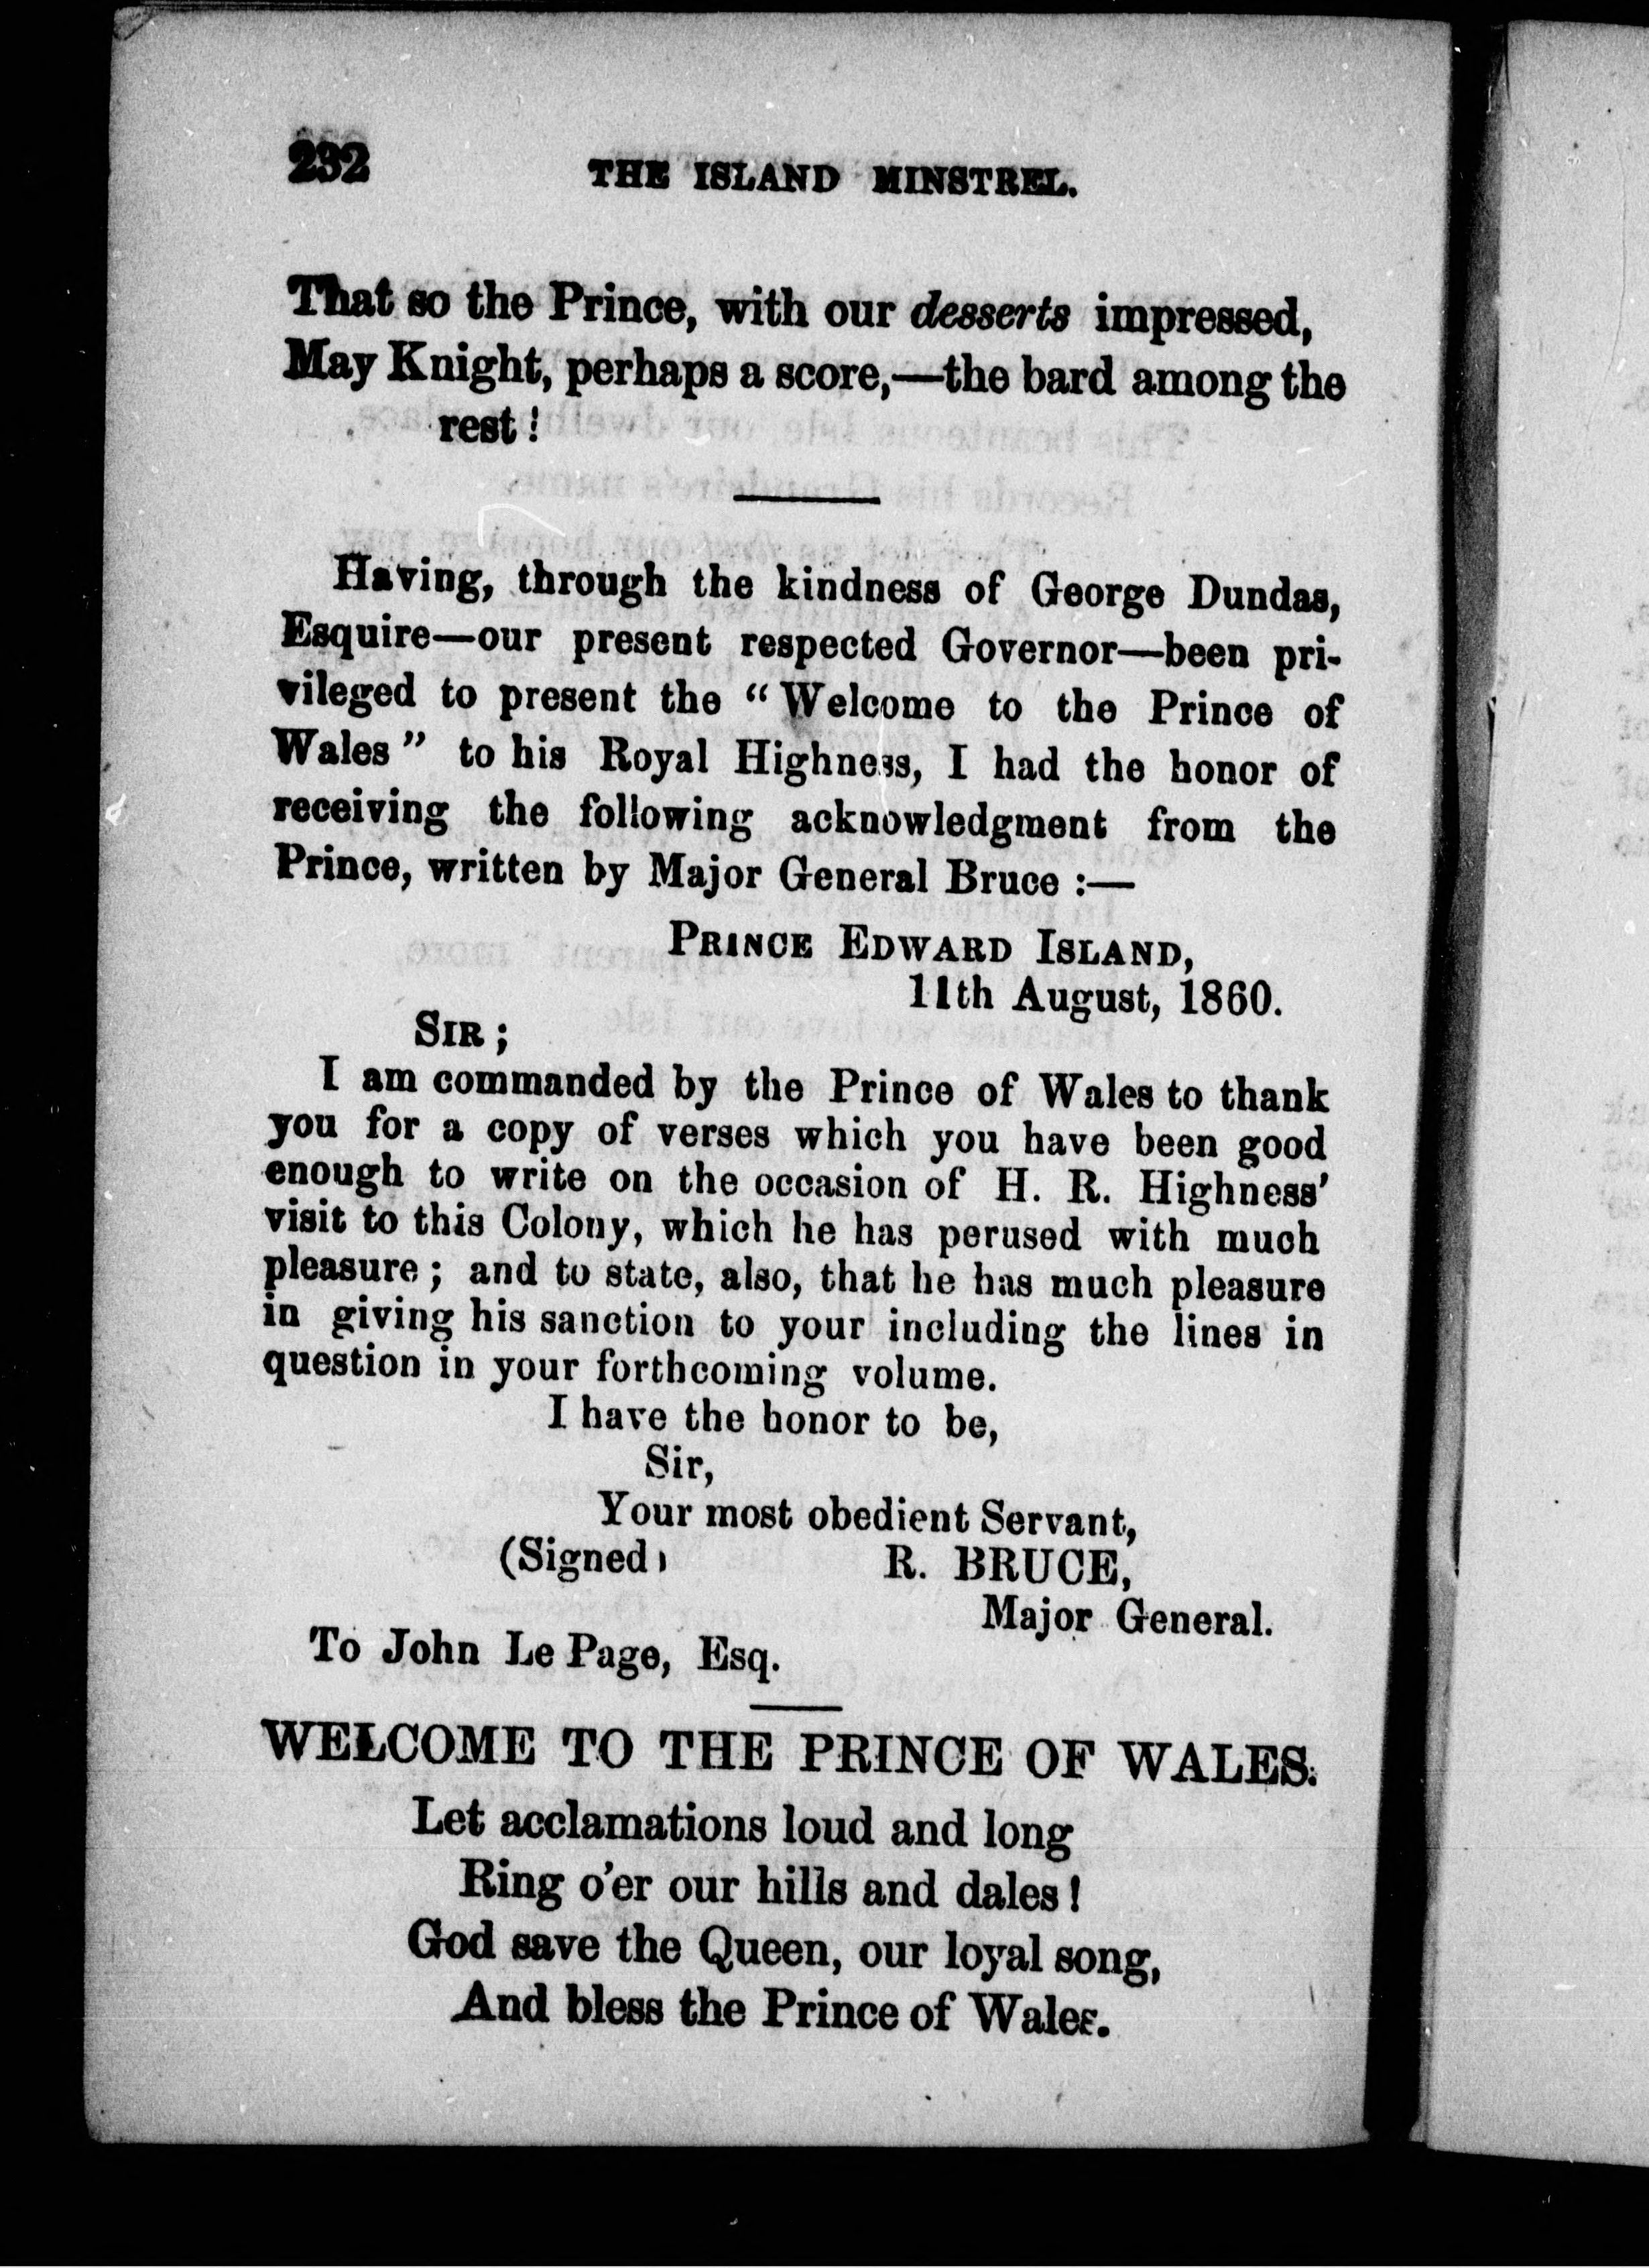 232
THE ISLAND MINSTREL.
That so the Prince, with our desserts impressed,
May Knight, perhaps a score,—the bard among the
rest!
Having, through the kindness of George Dundas,
Esquire—our present respected Governor—been pri-
vileged to present the “Welcome to the Prince of
Wales” to his Royal Highness, I had the honor of
receiving the following acknowledgment from the
Prince, written by Major General Bruce :—
PRINCE EDWARD ISLAND,
11th August, 1860.
SIR;
I am commanded by the Prince of Wales to thank
you for a copy of verses which you have been good
enough to write on the occasion of H. R. Highness’
visit to this Colony, which he has perused with much
pleasure; and to state, also, that he has much pleasure
in giving his sanction to your including the lines in
question in your forthcoming volume.
I have the honor to be,
Sir,
Your most obedient Servant,
(Signed) R. BRUCE,
Major General.
To John Le Page, Esq.
WELCOME TO THE PRINCE OF WALES.
Let acclamations loud and long
Ring o’er our hills and dales!
God save the Queen, our loyal song,
And bless the Prince of Wales.